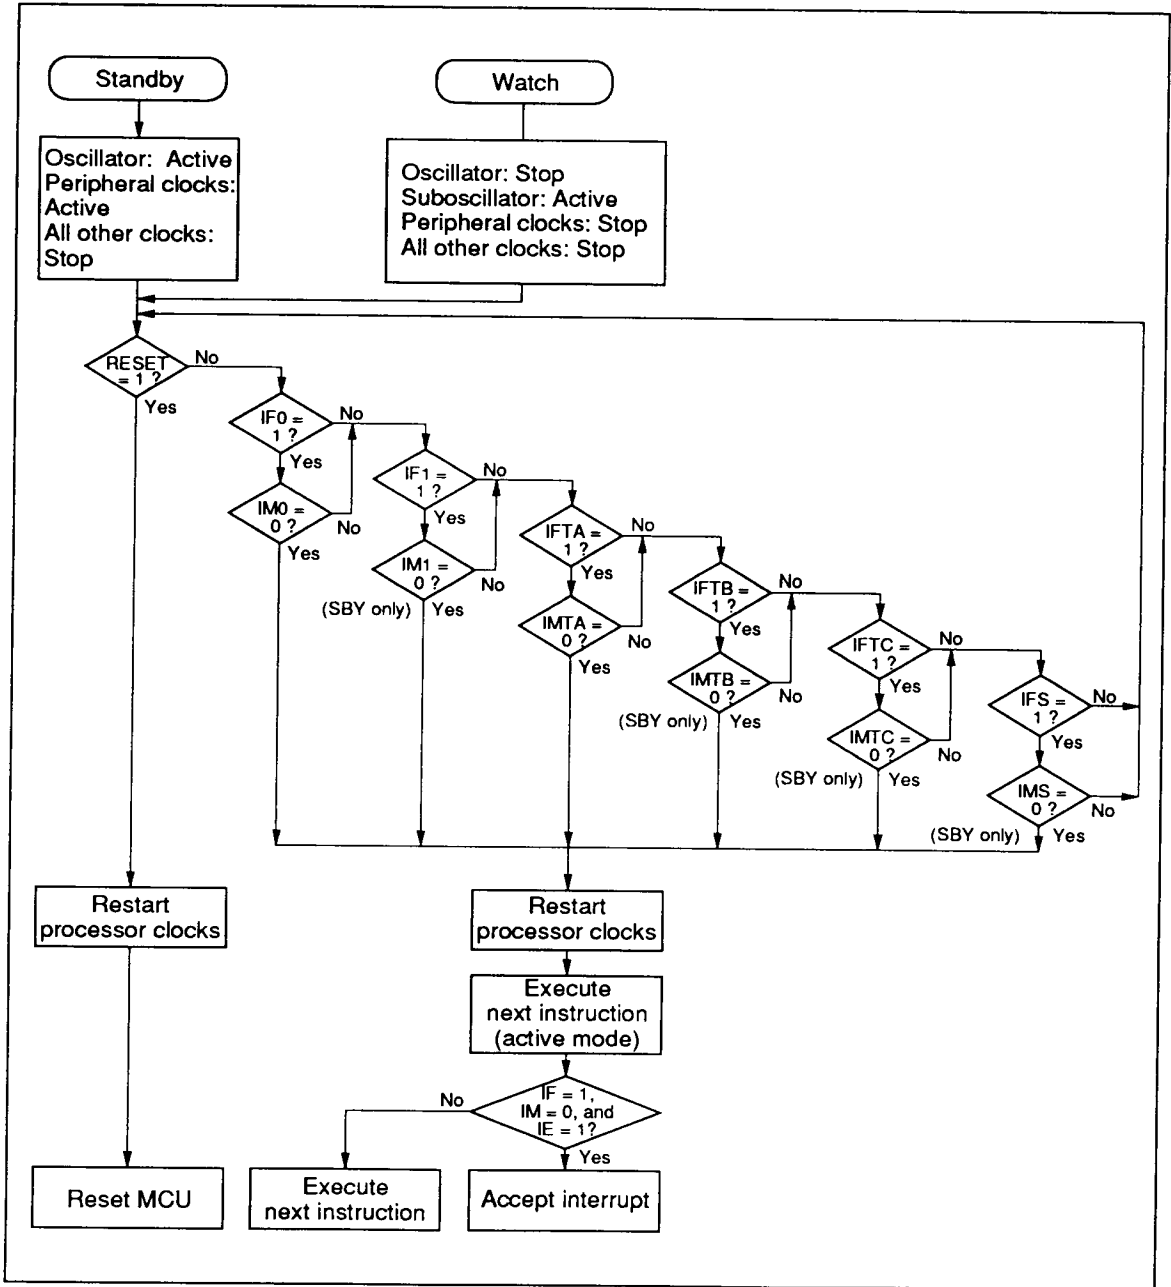 Standby
Watch
Oscillator: Active
Peripheral clocks:
Active
All other clocks:
Stop
Oscillator: Stop
Suboscillator: Active
Peripheral clocks: Stop
All other clocks: Stop
RESET
= 1 ?
No
Yes
IF0 =
1 ?
No
Yes
IM0 =
0 ?
No
Yes
IF1 =
1 ?
No
Yes
IM1 =
0 ?
No
(SBY only)
Yes
IFTA =
1 ?
No
Yes
IMTA =
0 ?
No
Yes
IFTB =
1 ?
No
Yes
IMTB =
0 ?
No
(SBY only)
Yes
IFTC =
1 ?
No
Yes
IMTC =
0 ?
No
(SBY only)
Yes
IFS =
1 ?
No
Yes
IMS =
0 ?
No
(SBY only)
Yes
Restart
processor clocks
Restart
processor clocks
Execute
next instruction
(active mode)
IF = 1,
IM = 0, and
IE = 1?
No
Yes
Reset MCU
Execute
next instruction
Accept interrupt